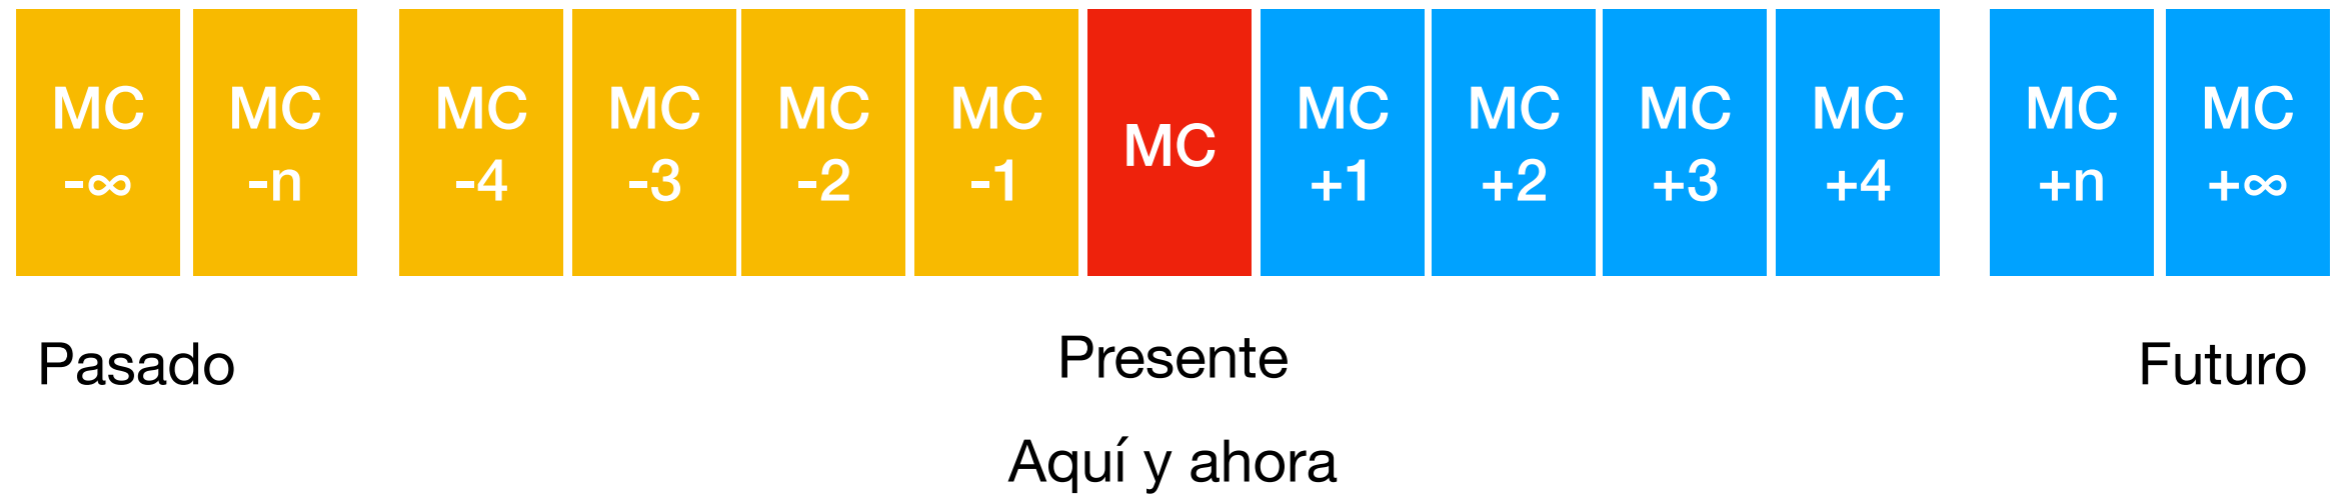 MC MC MC MC MC MC MC MC MC MC MC MC MC
-∞ -n -4 -3 -2 -1 +1 +2 +3 +4 +n +∞
Pasado Presente Futuro
Aquí y ahora